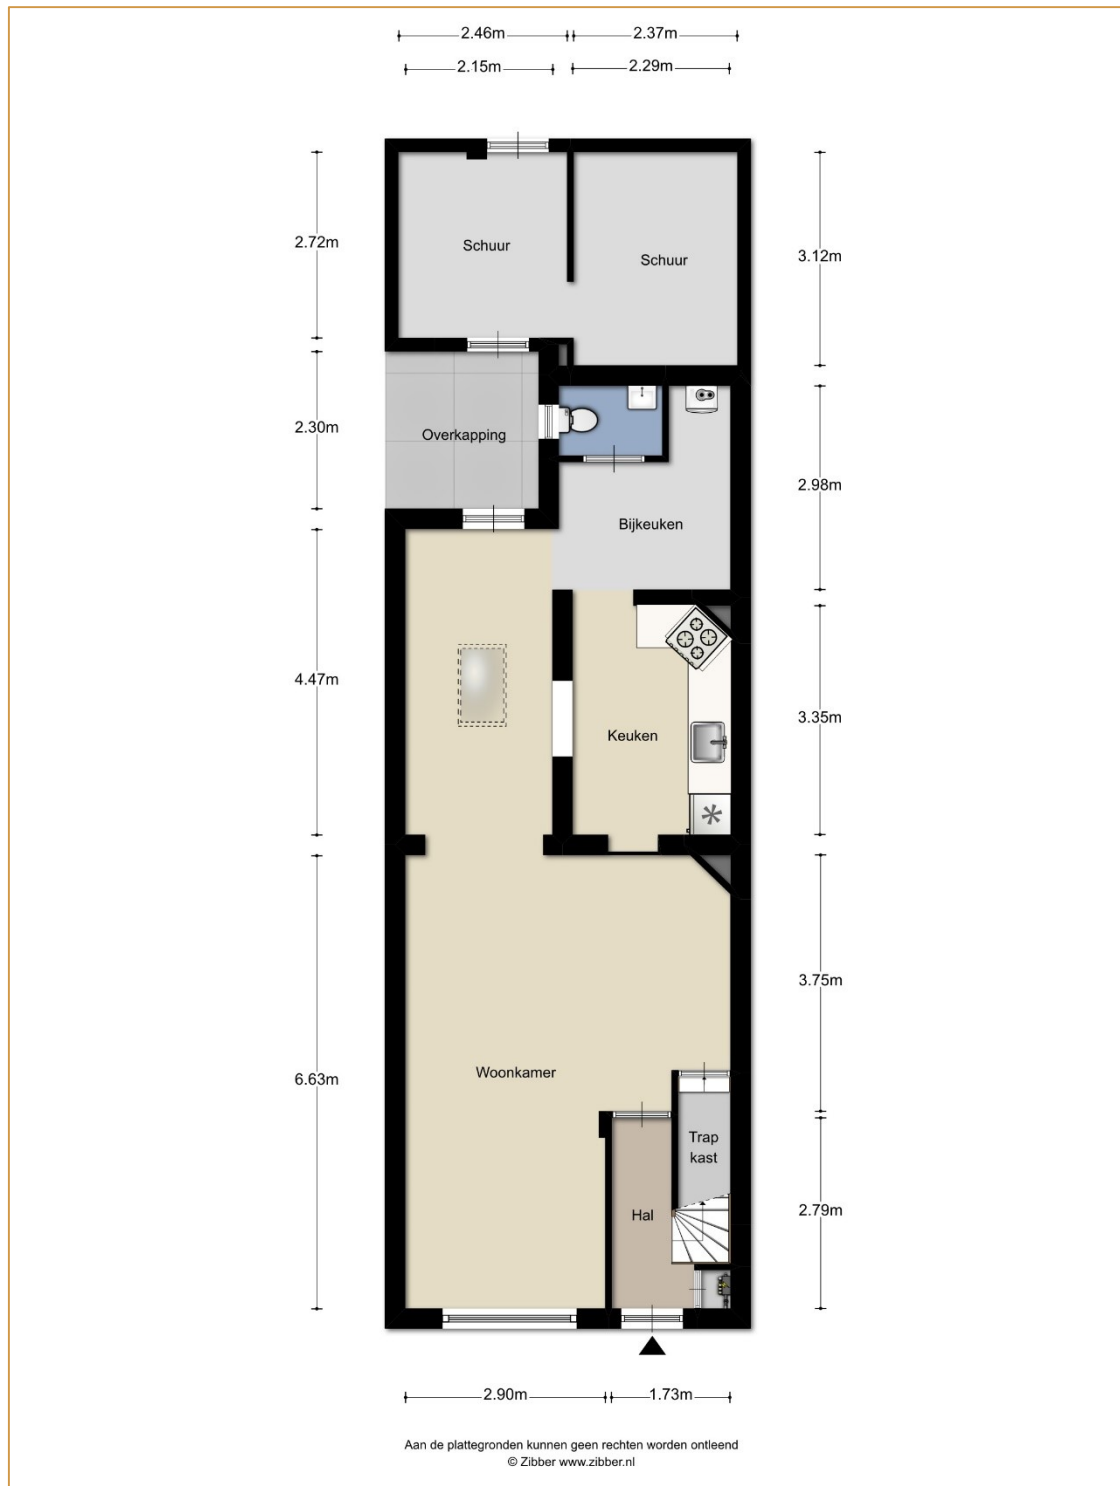 2.46m 2.37m
2.15m 2.29m
Schuur
Schuur
2.72m
3.12m
2.30m
Overkapping
2.98m
Bijkeuken
4.47m
3.35m
Keuken
3.75m
6.63m
Woonkamer
Trap
kast
Hal
2.79m
2.90m 1.73m
Aan de plattegronden kunnen geen rechten worden ontleend
© Zibber www.zibber.nl